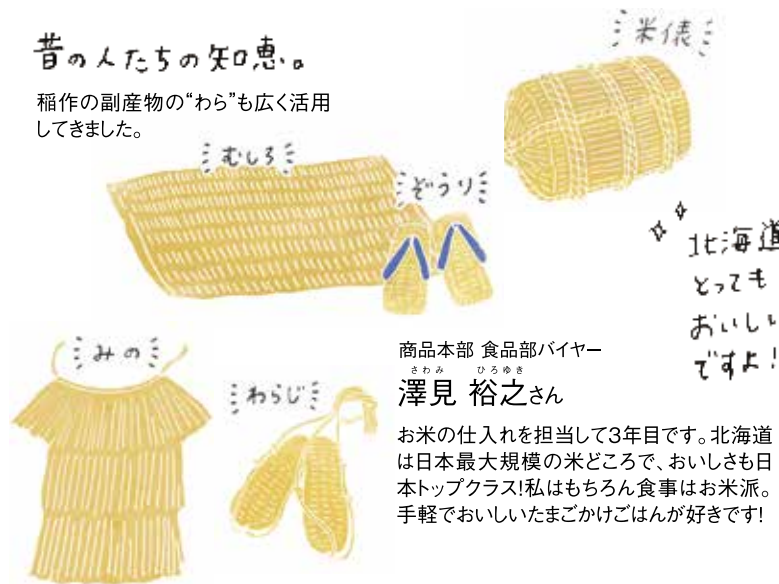 昔の人たちの知恵。
稲作の副産物の“わら”も広く活用
してきました。
米俵
むしろ
ぞうり
北海道
とっても
おいしい
ですよ!
みの
わらじ
商品本部 食品部バイヤー
さわみ ひろゆき
澤見 裕之さん
お米の仕入れを担当して3年目です。北海道
は日本最大規模の米どころで、おいしさも日
本トップクラス!私はもちろん食事はお米派。
手軽でおいしいたまごかけごはんが好きです!